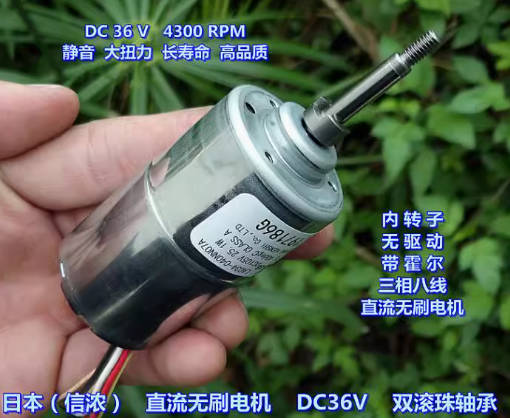 DC 36 V 4300 RPM
静音 大扭力 长寿命 高品质
内转子
无驱动
带霍尔
三相八线
直流无刷电机
CLASS A
日本（信浓） 直流无刷电机 DC36V 双滚珠轴承